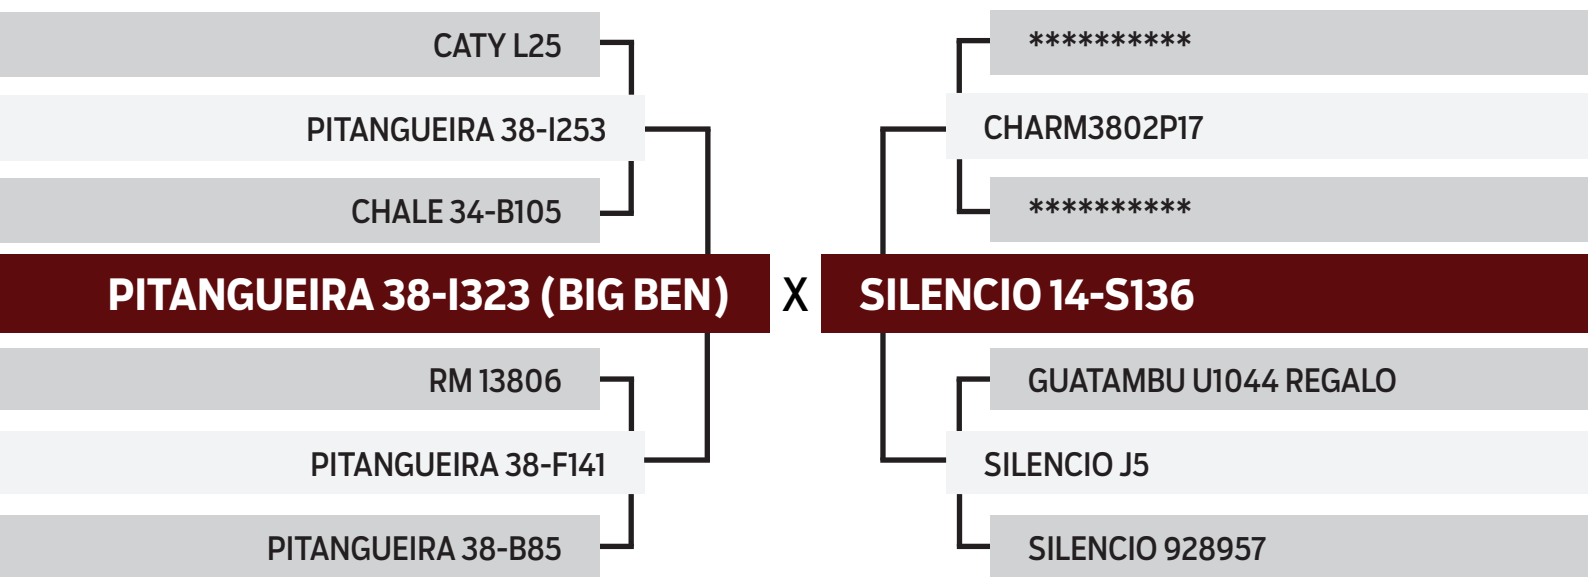 CATY L25
PITANGUEIRA 38-I253
CHALE 34-B105
PITANGUEIRA 38-I323 (BIG BEN)
RM 13806
PITANGUEIRA 38-F141
PITANGUEIRA 38-B85
X
**********
CHARM3802P17
**********
SILENCIO 14-S136
GUATAMBU U1044 REGALO
SILENCIO J5
SILENCIO 928957